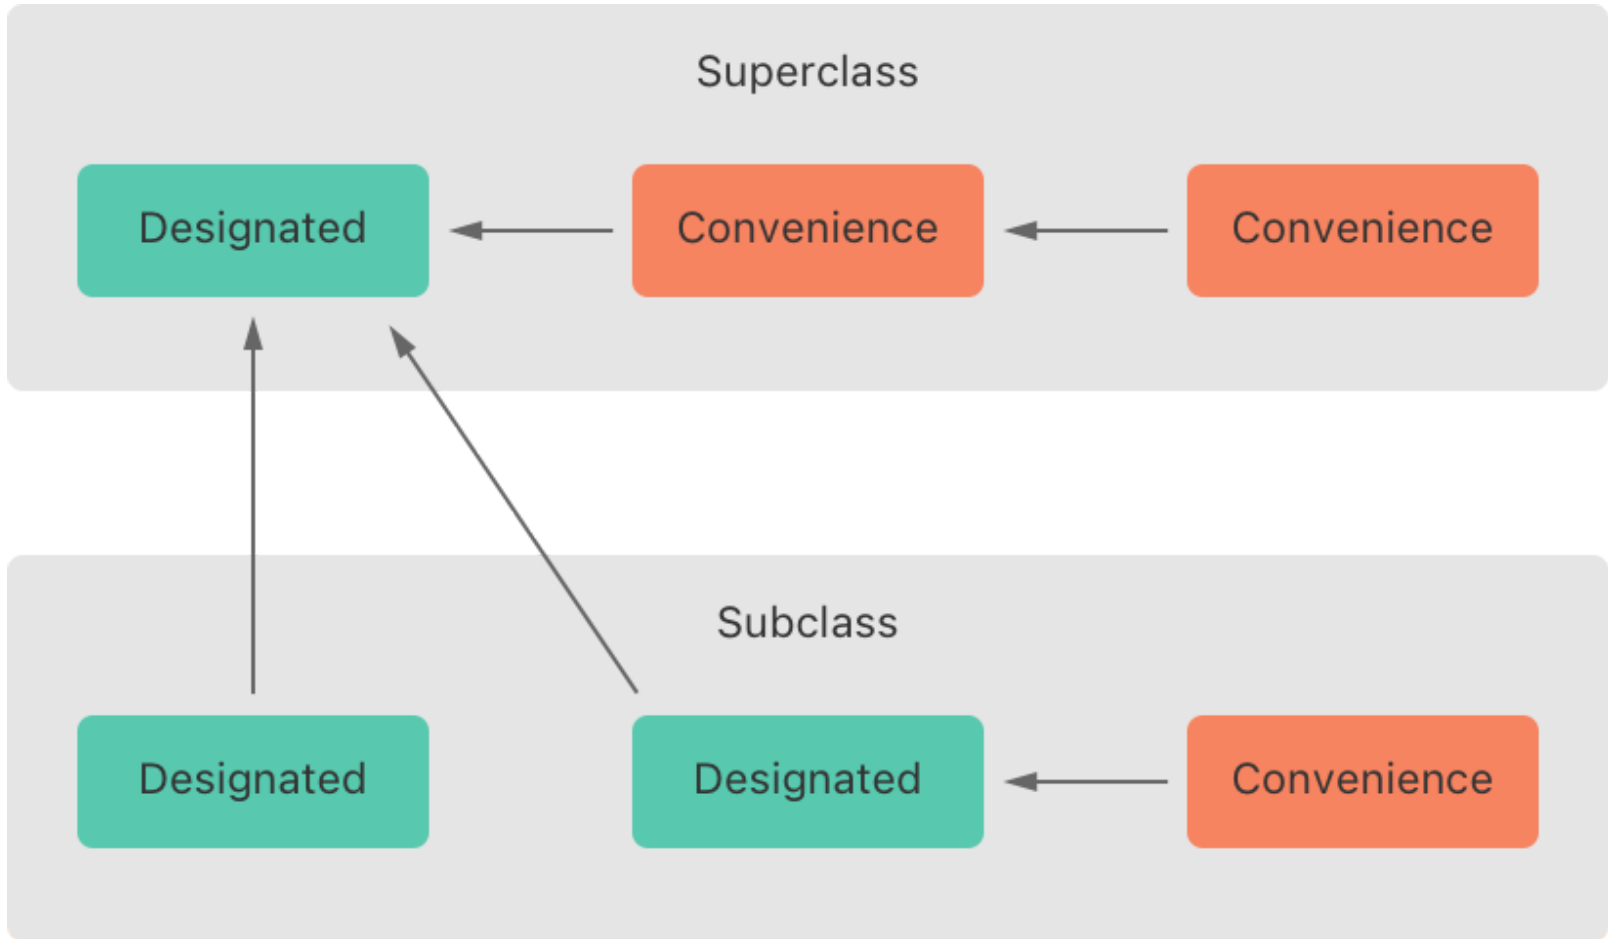 Superclass
Designated
Convenience
Convenience
Subclass
Designated
Designated
Convenience